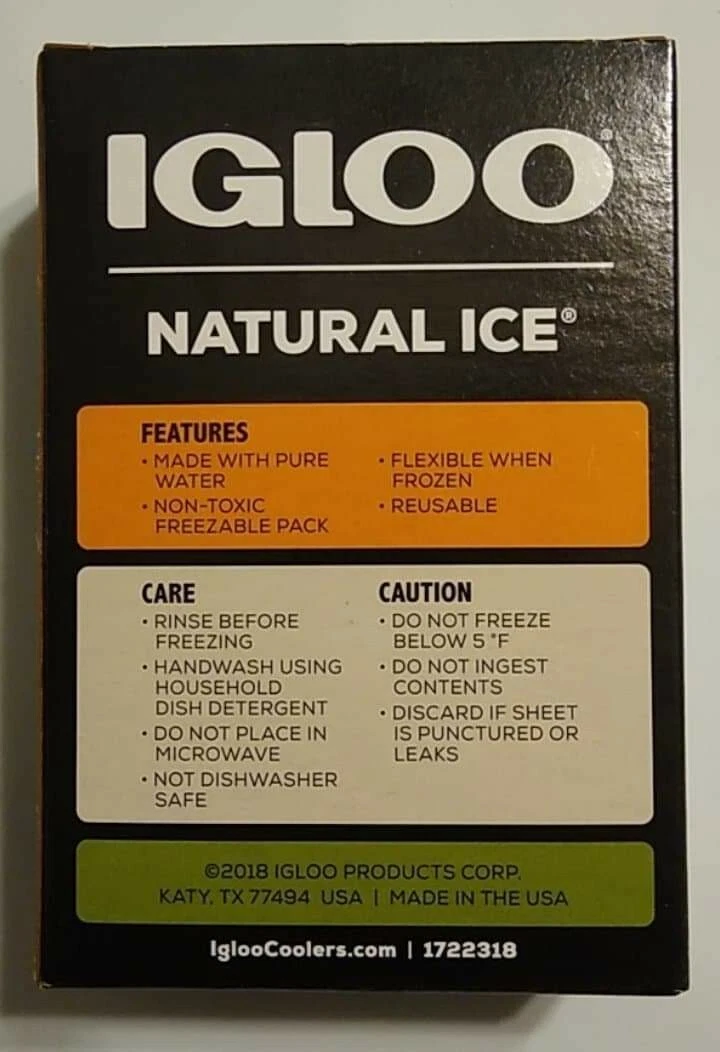 IGLOO®
NATURAL ICE®
FEATURES
• MADE WITH PURE
WATER
• NON-TOXIC
FREEZABLE PACK
• FLEXIBLE WHEN
FROZEN
• REUSABLE
CARE
• RINSE BEFORE
FREEZING
• HANDWASH USING
HOUSEHOLD
DISH DETERGENT
• DO NOT PLACE IN
MICROWAVE
• NOT DISHWASHER
SAFE
CAUTION
• DO NOT FREEZE
BELOW 5 °F
• DO NOT INGEST
CONTENTS
• DISCARD IF SHEET
IS PUNCTURED OR
LEAKS
©2018 IGLOO PRODUCTS CORP.
KATY, TX 77494 USA | MADE IN THE USA
IglooCoolers.com | 1722318